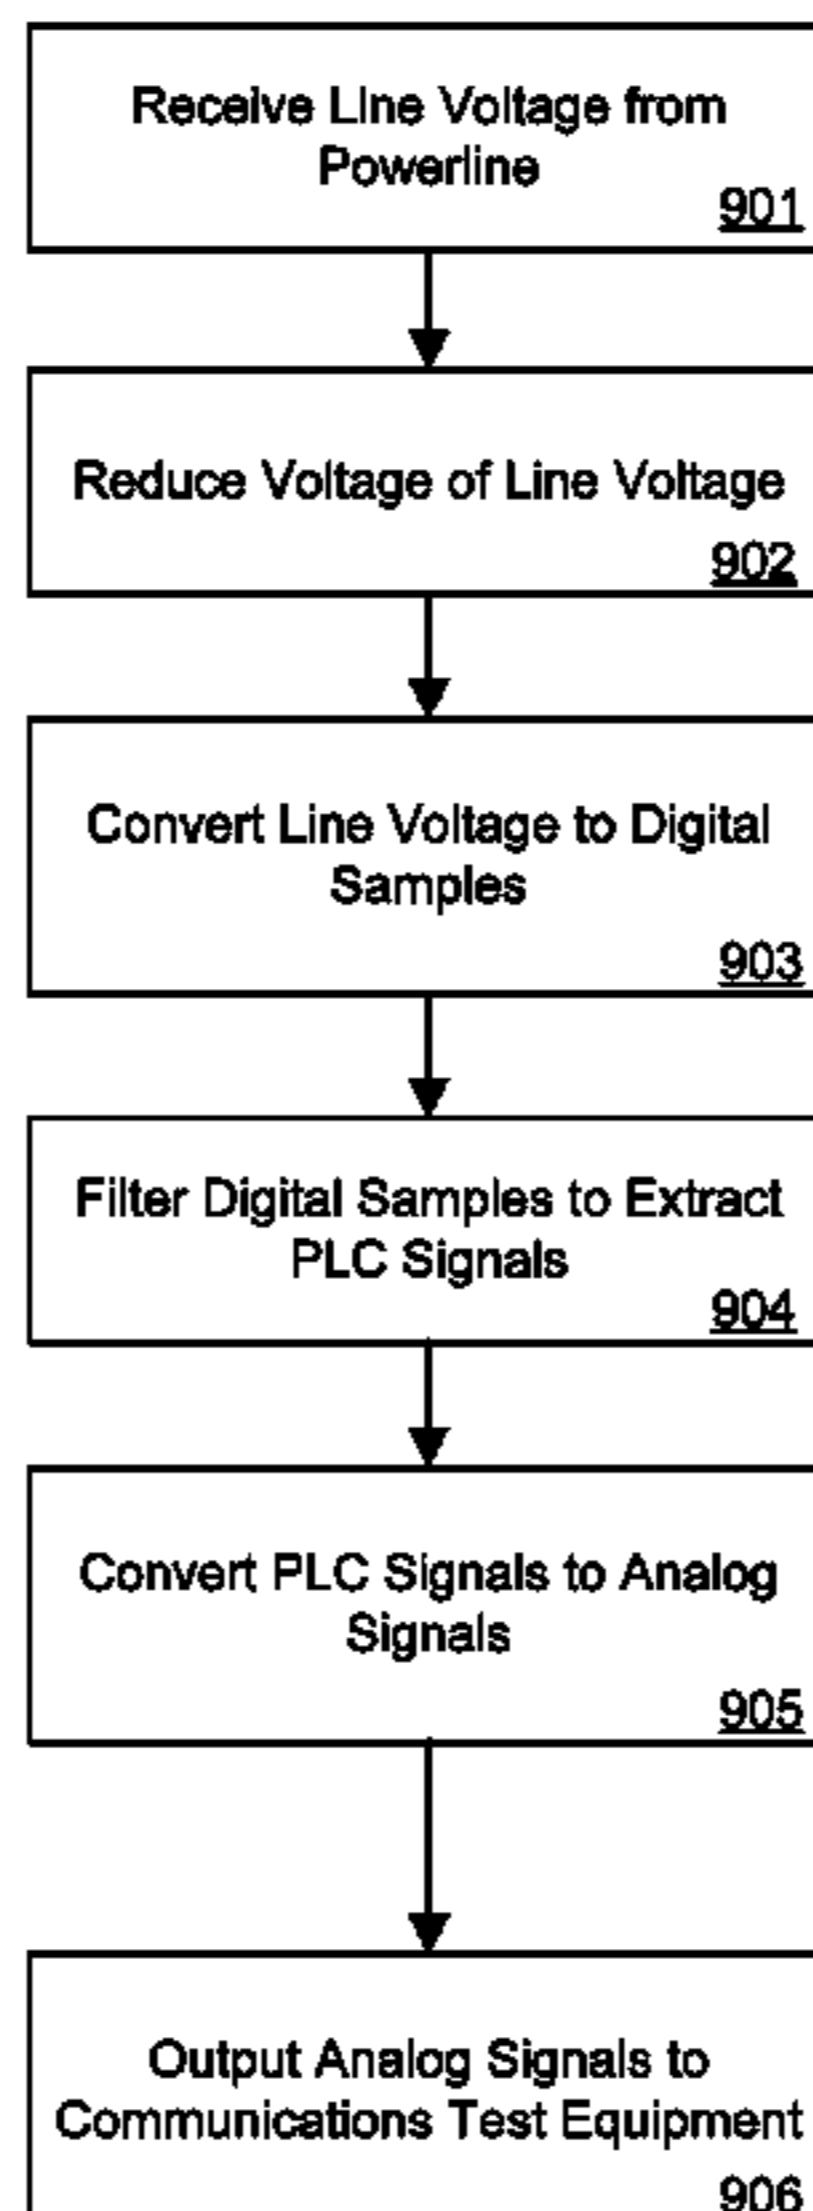 Receive Line Voltage from
Powerline
901
Reduce Voltage of Line Voltage
902
Convert Line Voltage to Digital
Samples
903
Filter Digital Samples to Extract
PLC Signals
904
Convert PLC Signals to Analog
Signals
905
Output Analog Signals to
Communications Test Equipment
906